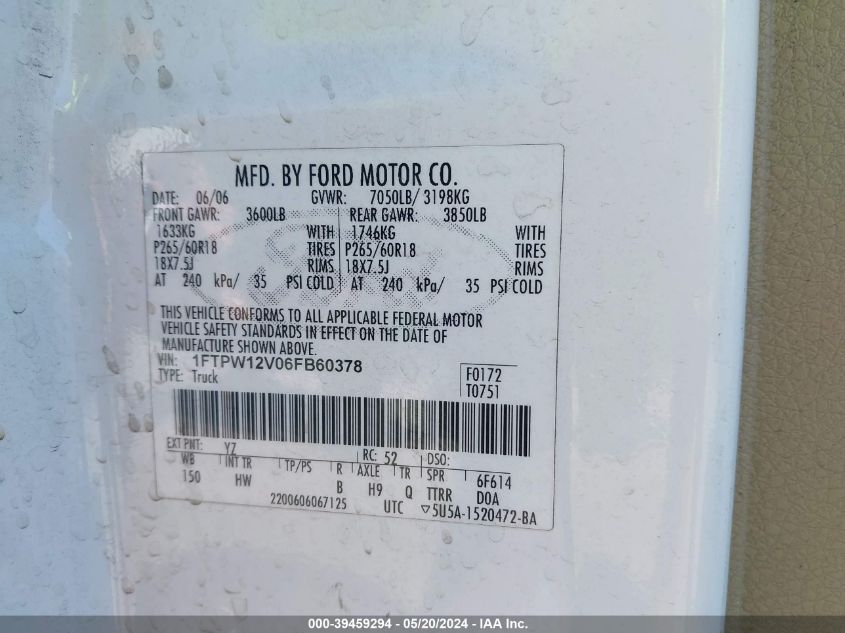 MFD. BY FORD MOTOR CO.
DATE: 06/06 GVWR: 7050LB/ 3198KG
FRONT GAWR: 3600LB REAR GAWR: 3850LB
1633KG WITH 1746KG WITH
P265/60R18 TIRES P265/60R18 TIRES
18X7.5J RIMS 18X7.5J RIMS
AT 240 kPa/ 35 PSI COLD AT 240 kPa/ 35 PSI COLD
THIS VEHICLE CONFORMS TO ALL APPLICABLE FEDERAL MOTOR
VEHICLE SAFETY STANDARDS IN EFFECT ON THE DATE OF
MANUFACTURE SHOWN ABOVE.
VIN: 1FTPW12V06FB60378
TYPE: Truck
F0172
T0751
EXT PNT: YZ RC: 52 DSO:
WB INT TR TP/PS R AXLE TR SPR 6F614
150 HW B H9 Q TTRR DOA
2200606067125 UTC ▽5U5A-1520472-BA
000-39459294 - 05/20/2024 - IAA Inc.